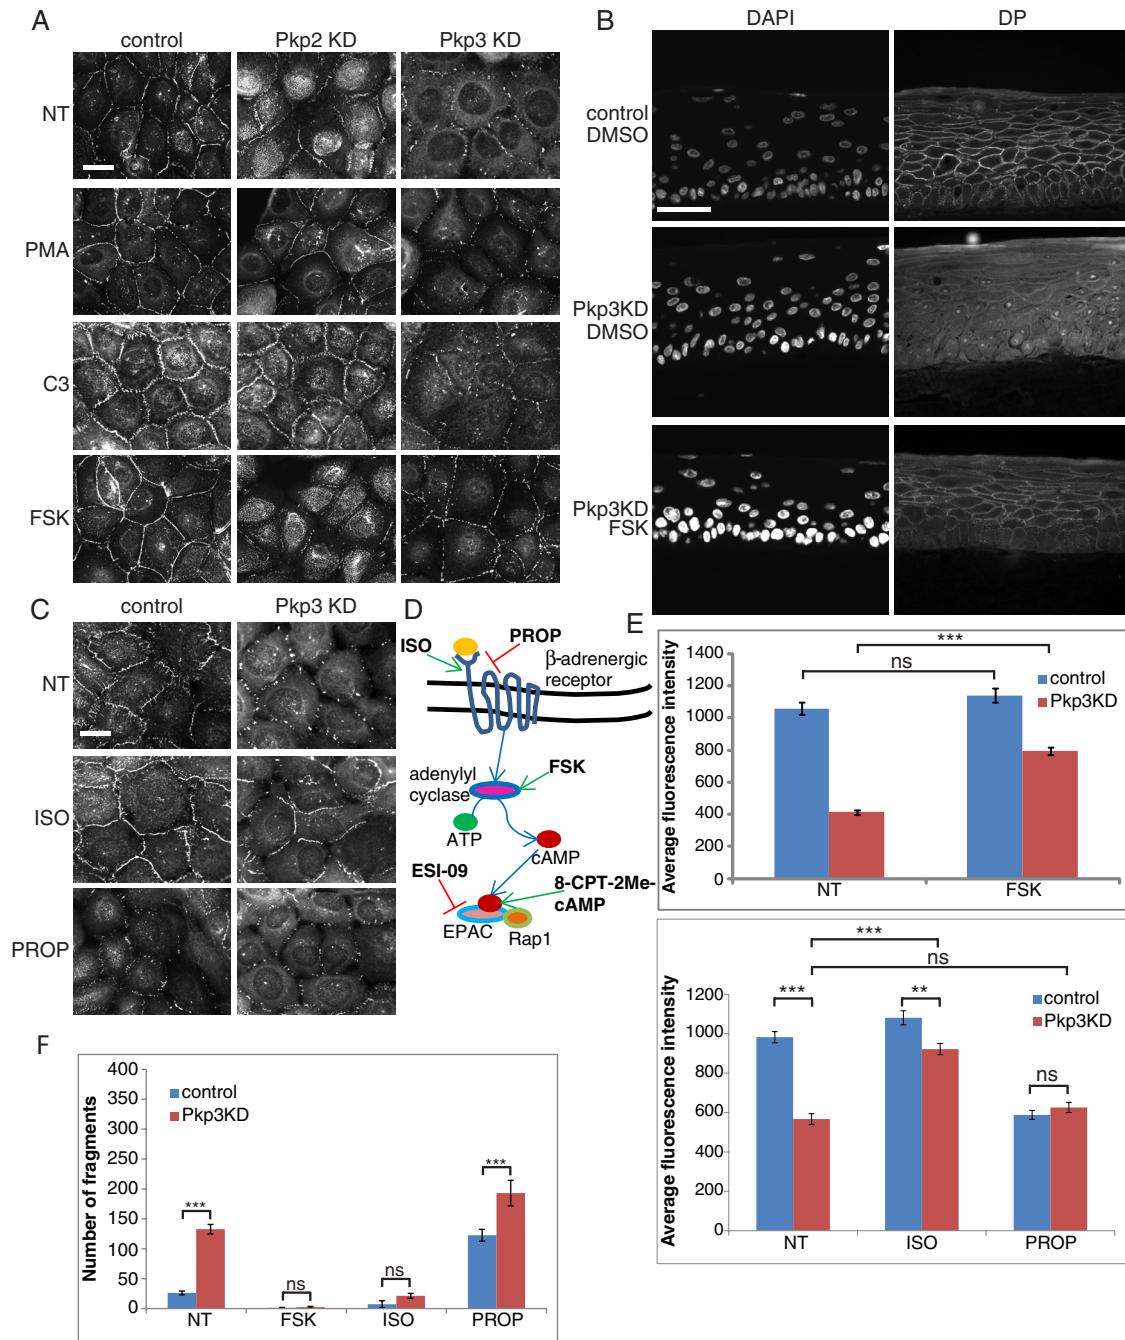 A
control Pkp2 KD Pkp3 KD
NT
PMA
C3
FSK
B
DAPI DP
control
DMSO
Pkp3KD
DMSO
Pkp3KD
FSK
C
control Pkp3 KD
NT
ISO
PROP
D
ISO
PROP
β-adrenergic
receptor
adenylyl
cyclase
FSK
ATP
cAMP
ESI-09
8-CPT-2Me-
cAMP
EPAC
Rap1
E
Average fluorescence intensity
1400
1200
1000
800
600
400
200
0
***
ns
control
Pkp3KD
NT FSK
Average fluorescence intensity
1200
1000
800
600
400
200
0
***
ns
*** ** ns
control
Pkp3KD
NT ISO PROP
F
Number of fragments
400
350
300
250
200
150
100
50
0
control
Pkp3KD
*** ns ns ***
NT FSK ISO PROP